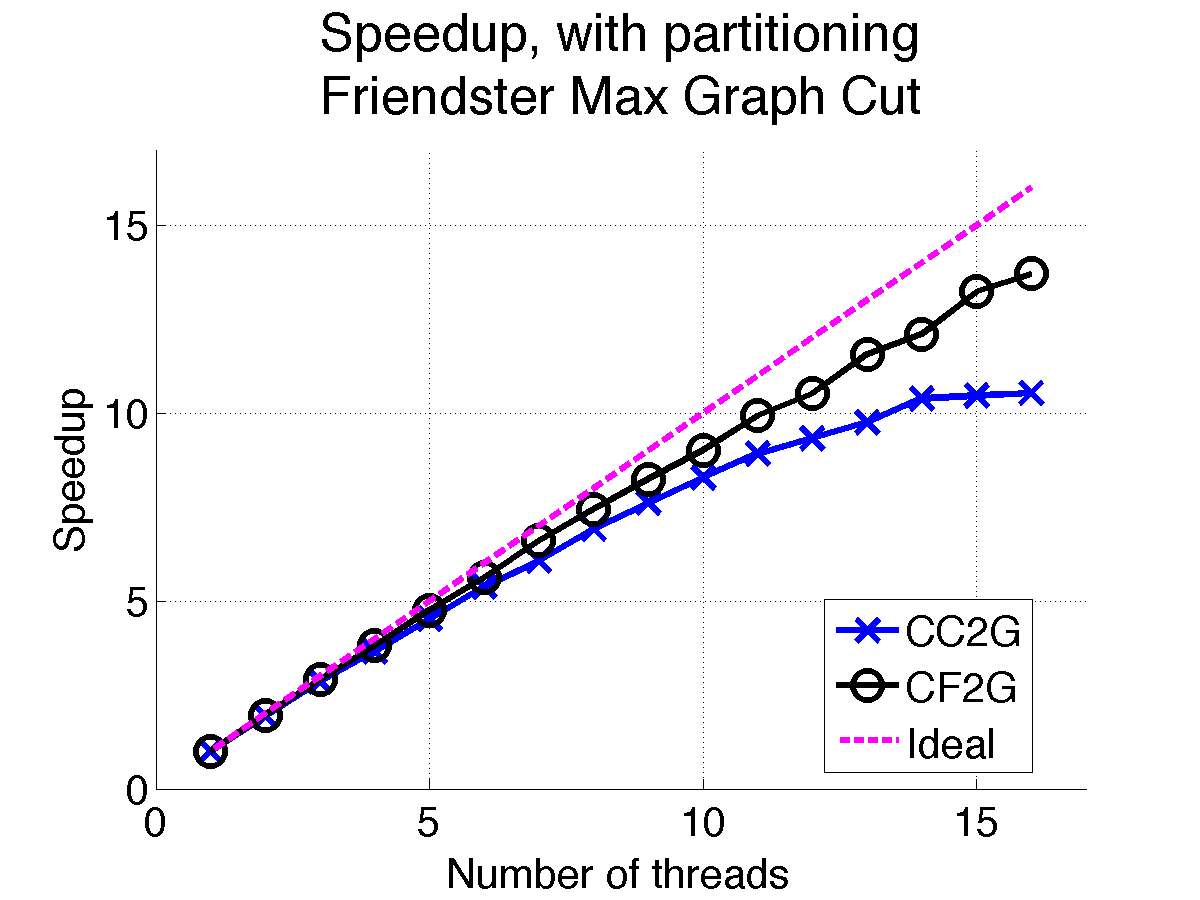 Speedup, with partitioning
Friendster Max Graph Cut
15
10
5
0
Speedup
0 5 10 15
Number of threads
CC2G
CF2G
Ideal